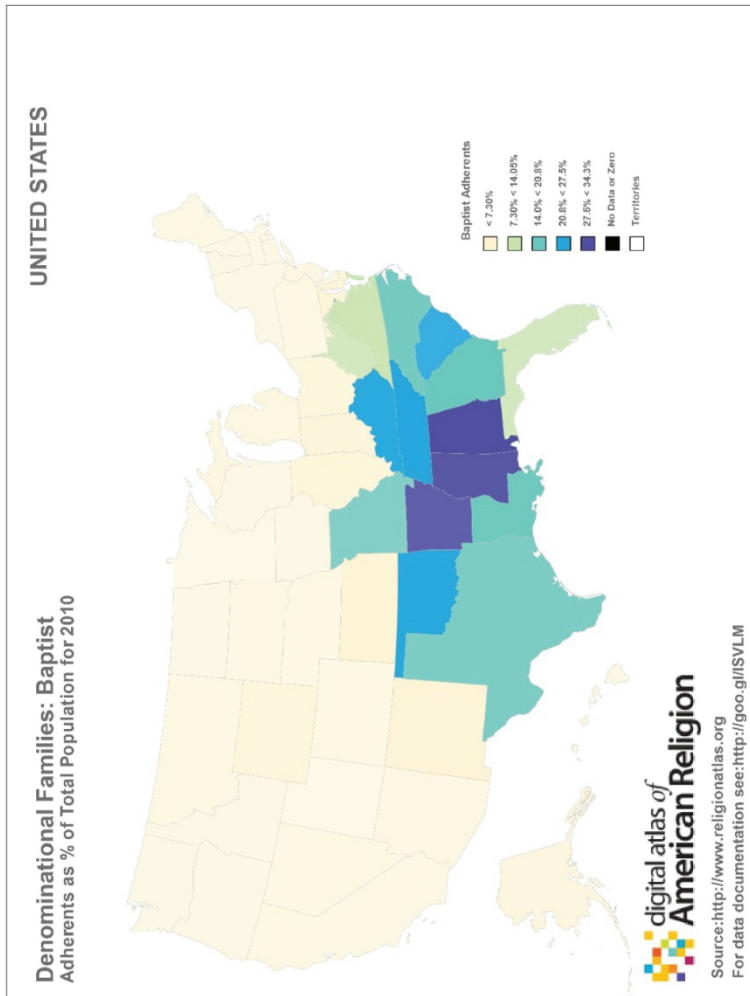 Denominational Families: Baptist
Adherents as % of Total Population for 2010
UNITED STATES
Baptist Adherents
< 7.30%
7.30% < 14.05%
14.0% < 20.8%
20.8% < 27.5%
27.5% < 34.3%
No Data or Zero
Territories
digital atlas of
American Religion
Source:http://www.religionatlas.org
For data documentation see:http://goo.gl/ISVLM